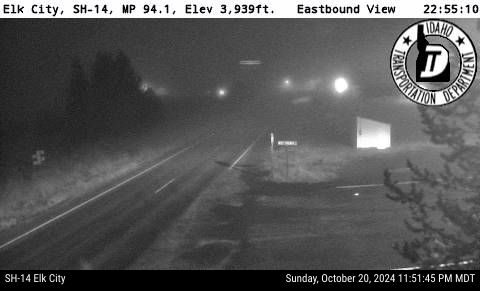 Elk City, SH-14, MP 94.1, Elev 3,939ft. Eastbound View 22:55:10
IDAHO
TRANSPORTATION DEPARTMENT
SH-14 Elk City Sunday, October 20, 2024 11:51:45 PM MDT